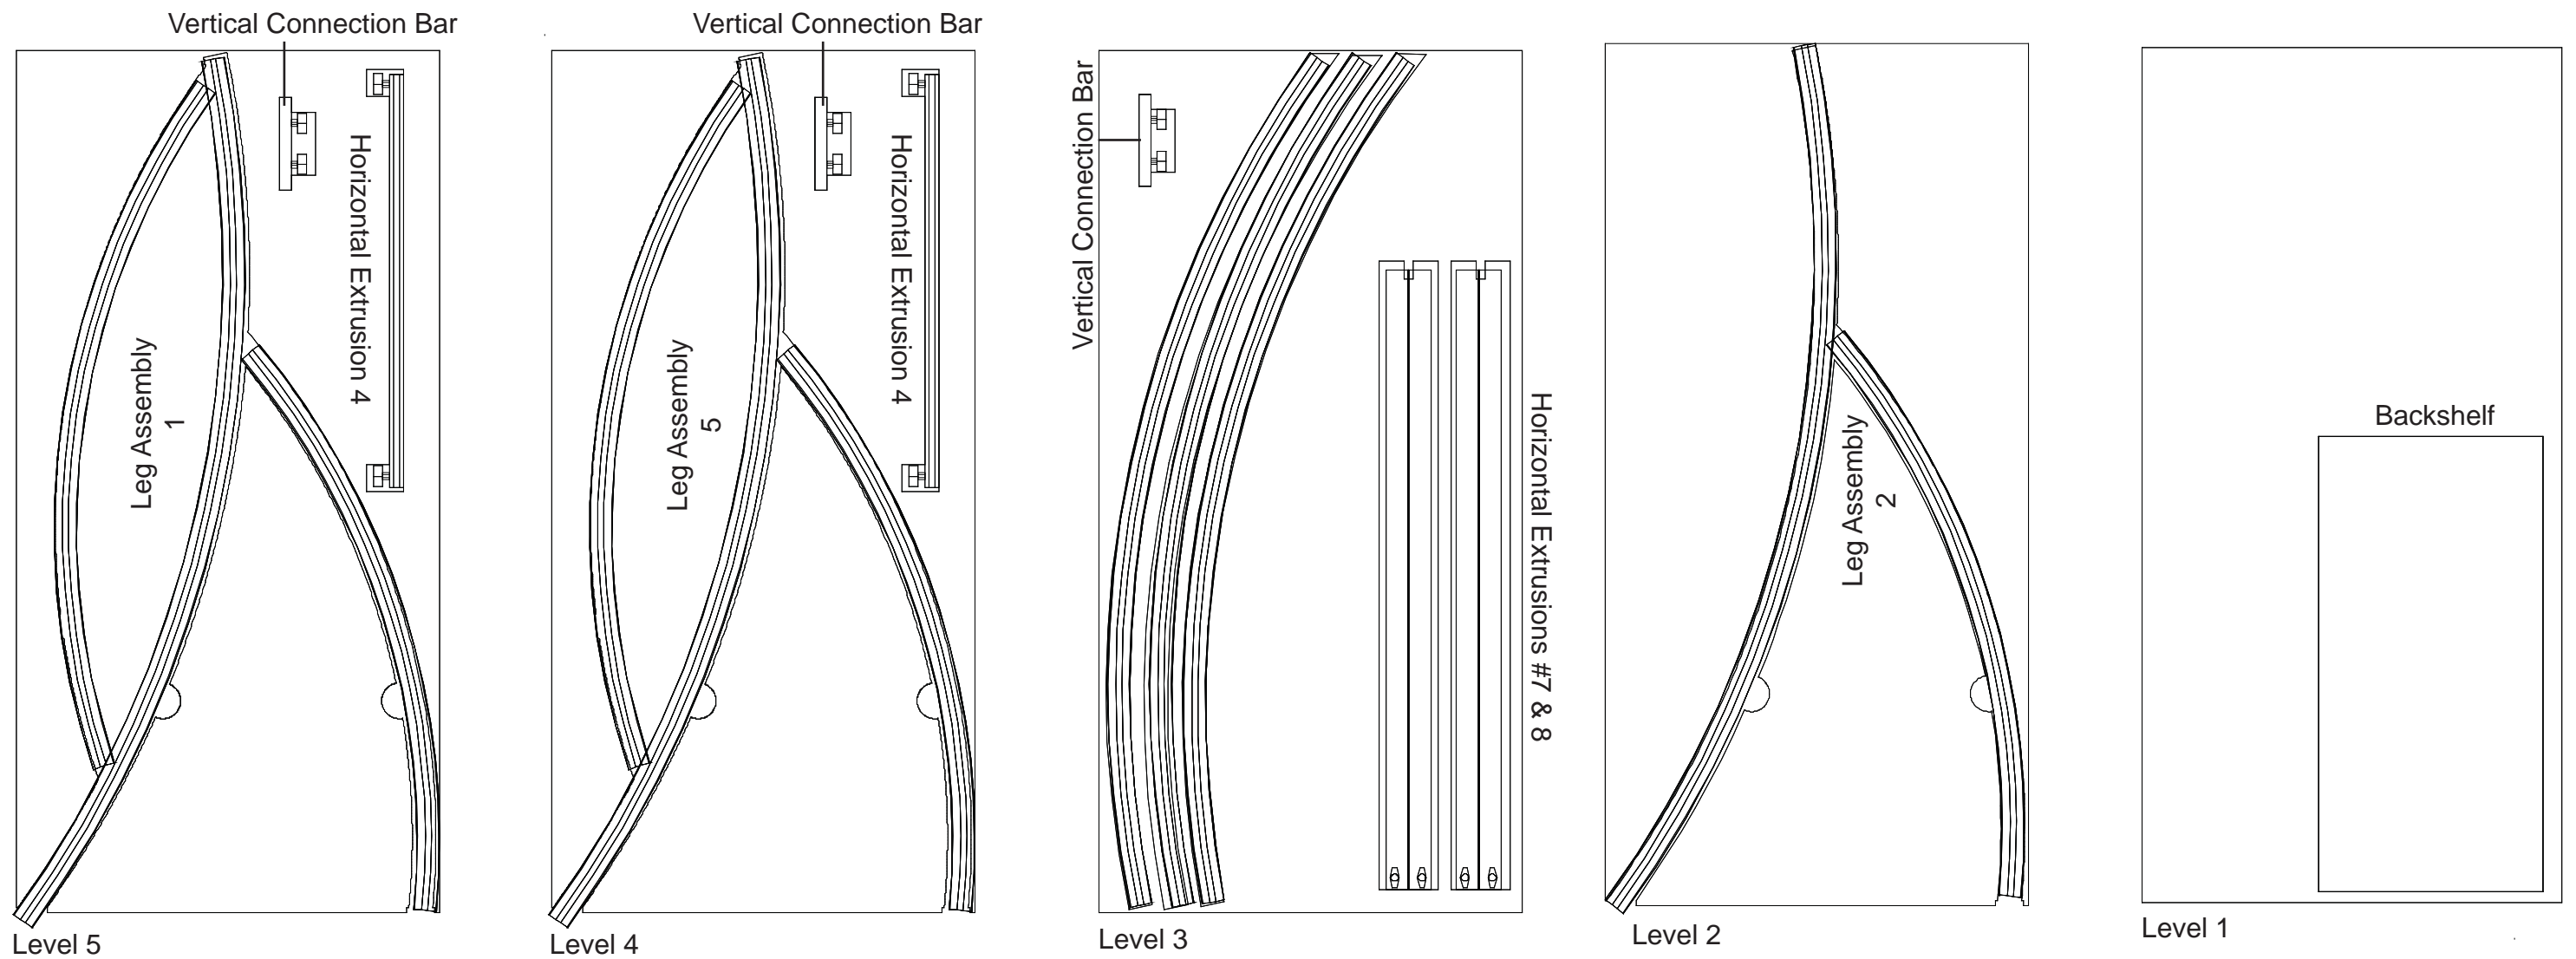 Vertical Connection Bar
Horizontal Extrusion 4
Leg Assembly
1
Level 5
Vertical Connection Bar
Horizontal Extrusion 4
Leg Assembly
5
Level 4
Vertical Connection Bar
Horizontal Extrusions #7 & 8
Level 3
Leg Assembly
2
Level 2
Backshelf
Level 1